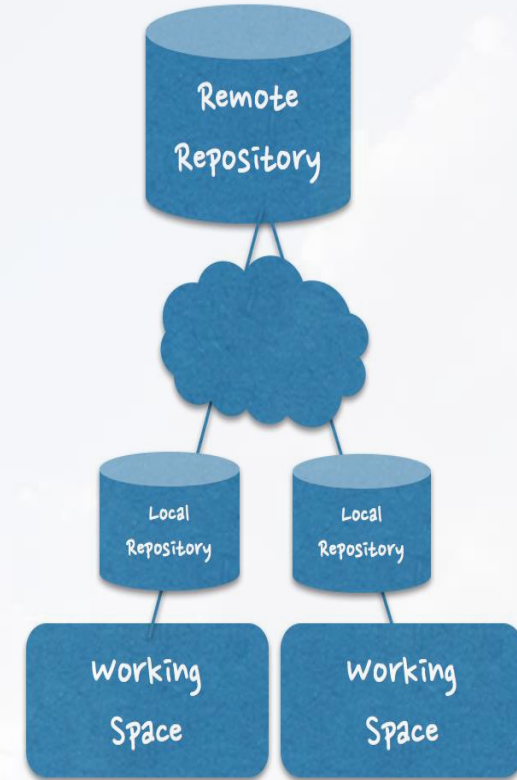 Remote
Repository
Local
Repository
Local
Repository
Working
Space
Working
Space